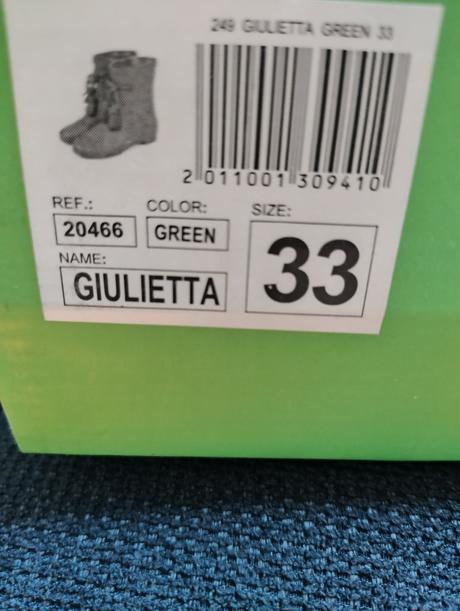 249 GIULIETTA GREEN 33
2 011001 309410
REF.: COLOR: SIZE:
20466 GREEN 33
NAME:
GIULIETTA